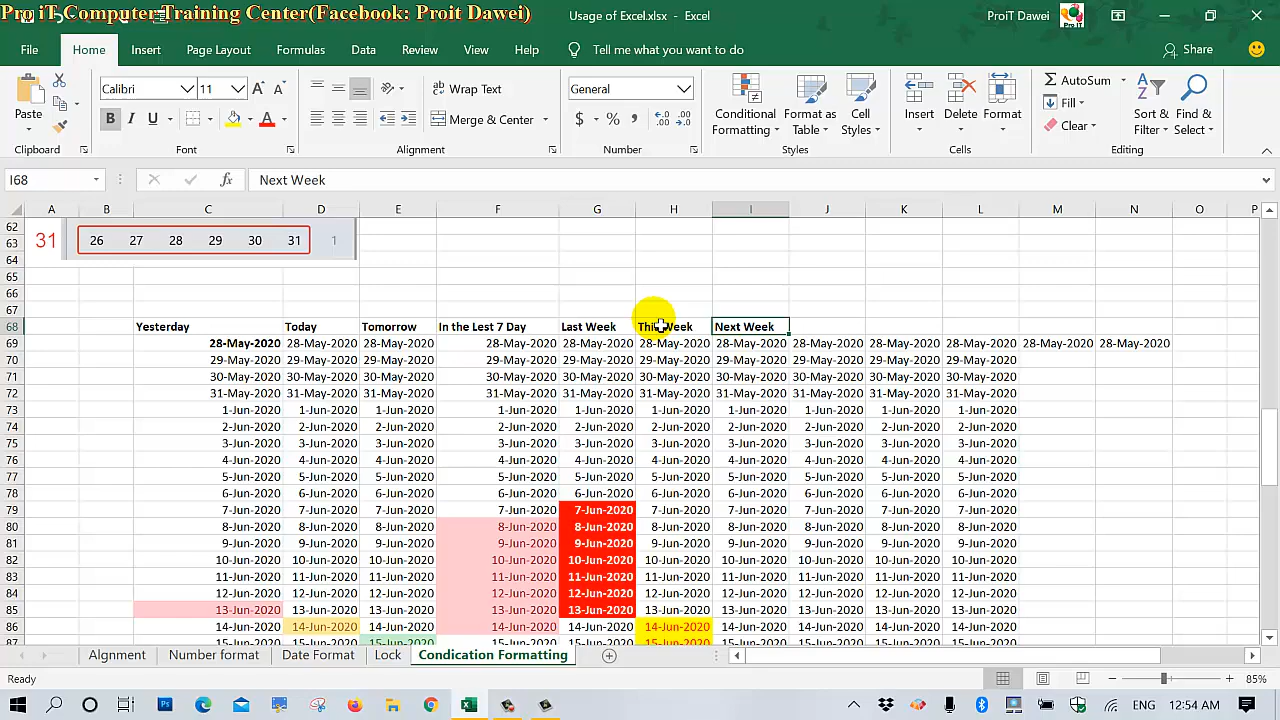 Pro iT Computer Training Center(Facebook: Proit Dawei)
Usage of Excel.xlsx - Excel
ProiT Dawei
File Home Insert Page Layout Formulas Data Review View Help Tell me what you want to do Share
Calibri 11 Wrap Text General
Paste Merge & Center Conditional Formatting Format as Table Cell Styles Insert Delete Format AutoSum Fill Clear Sort & Filter Find & Select
Clipboard Font Alignment Number Styles Cells Editing
I68 Next Week
A B C D E F G H I J K L M N O P
62
63 31 26 27 28 29 30 31 1
64
65
66
67
68 Yesterday Today Tomorrow In the Lest 7 Day Last Week This Week Next Week
69 28-May-2020 28-May-2020 28-May-2020 28-May-2020 28-May-2020 28-May-2020 28-May-2020 28-May-2020 28-May-2020 28-May-2020 28-May-2020 28-May-2020
70 29-May-2020 29-May-2020 29-May-2020 29-May-2020 29-May-2020 29-May-2020 29-May-2020 29-May-2020 29-May-2020 29-May-2020
71 30-May-2020 30-May-2020 30-May-2020 30-May-2020 30-May-2020 30-May-2020 30-May-2020 30-May-2020 30-May-2020 30-May-2020
72 31-May-2020 31-May-2020 31-May-2020 31-May-2020 31-May-2020 31-May-2020 31-May-2020 31-May-2020 31-May-2020 31-May-2020
73 1-Jun-2020 1-Jun-2020 1-Jun-2020 1-Jun-2020 1-Jun-2020 1-Jun-2020 1-Jun-2020 1-Jun-2020 1-Jun-2020 1-Jun-2020
74 2-Jun-2020 2-Jun-2020 2-Jun-2020 2-Jun-2020 2-Jun-2020 2-Jun-2020 2-Jun-2020 2-Jun-2020 2-Jun-2020 2-Jun-2020
75 3-Jun-2020 3-Jun-2020 3-Jun-2020 3-Jun-2020 3-Jun-2020 3-Jun-2020 3-Jun-2020 3-Jun-2020 3-Jun-2020 3-Jun-2020
76 4-Jun-2020 4-Jun-2020 4-Jun-2020 4-Jun-2020 4-Jun-2020 4-Jun-2020 4-Jun-2020 4-Jun-2020 4-Jun-2020 4-Jun-2020
77 5-Jun-2020 5-Jun-2020 5-Jun-2020 5-Jun-2020 5-Jun-2020 5-Jun-2020 5-Jun-2020 5-Jun-2020 5-Jun-2020 5-Jun-2020
78 6-Jun-2020 6-Jun-2020 6-Jun-2020 6-Jun-2020 6-Jun-2020 6-Jun-2020 6-Jun-2020 6-Jun-2020 6-Jun-2020 6-Jun-2020
79 7-Jun-2020 7-Jun-2020 7-Jun-2020 7-Jun-2020 7-Jun-2020 7-Jun-2020 7-Jun-2020 7-Jun-2020 7-Jun-2020 7-Jun-2020
80 8-Jun-2020 8-Jun-2020 8-Jun-2020 8-Jun-2020 8-Jun-2020 8-Jun-2020 8-Jun-2020 8-Jun-2020 8-Jun-2020 8-Jun-2020
81 9-Jun-2020 9-Jun-2020 9-Jun-2020 9-Jun-2020 9-Jun-2020 9-Jun-2020 9-Jun-2020 9-Jun-2020 9-Jun-2020 9-Jun-2020
82 10-Jun-2020 10-Jun-2020 10-Jun-2020 10-Jun-2020 10-Jun-2020 10-Jun-2020 10-Jun-2020 10-Jun-2020 10-Jun-2020 10-Jun-2020
83 11-Jun-2020 11-Jun-2020 11-Jun-2020 11-Jun-2020 11-Jun-2020 11-Jun-2020 11-Jun-2020 11-Jun-2020 11-Jun-2020 11-Jun-2020
84 12-Jun-2020 12-Jun-2020 12-Jun-2020 12-Jun-2020 12-Jun-2020 12-Jun-2020 12-Jun-2020 12-Jun-2020 12-Jun-2020 12-Jun-2020
85 13-Jun-2020 13-Jun-2020 13-Jun-2020 13-Jun-2020 13-Jun-2020 13-Jun-2020 13-Jun-2020 13-Jun-2020 13-Jun-2020 13-Jun-2020
86 14-Jun-2020 14-Jun-2020 14-Jun-2020 14-Jun-2020 14-Jun-2020 14-Jun-2020 14-Jun-2020 14-Jun-2020 14-Jun-2020 14-Jun-2020
87 15-Jun-2020 15-Jun-2020 15-Jun-2020 15-Jun-2020 15-Jun-2020 15-Jun-2020 15-Jun-2020 15-Jun-2020 15-Jun-2020 15-Jun-2020
Alignment Number format Date Format Lock Condication Formatting
Ready 85%
ENG 12:54 AM